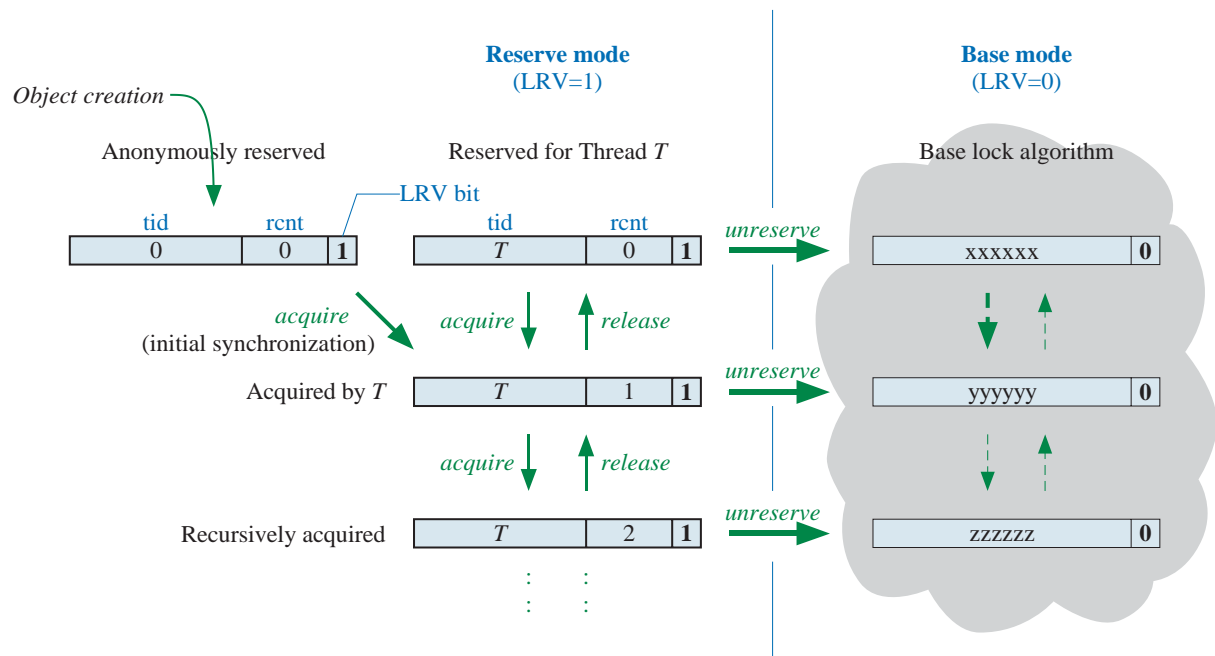 Reserve mode
(LRV=1)
Base mode
(LRV=0)
Object creation
Anonymously reserved
Reserved for Thread T
Base lock algorithm
LRV bit
tid rcnt
tid rcnt
0 0 1
T 0 1
unreserve
xxxxxx 0
acquire
(initial synchronization)
acquire release
Acquired by T
T 1 1
unreserve
yyyyyy 0
acquire release
Recursively acquired
T 2 1
unreserve
zzzzzz 0